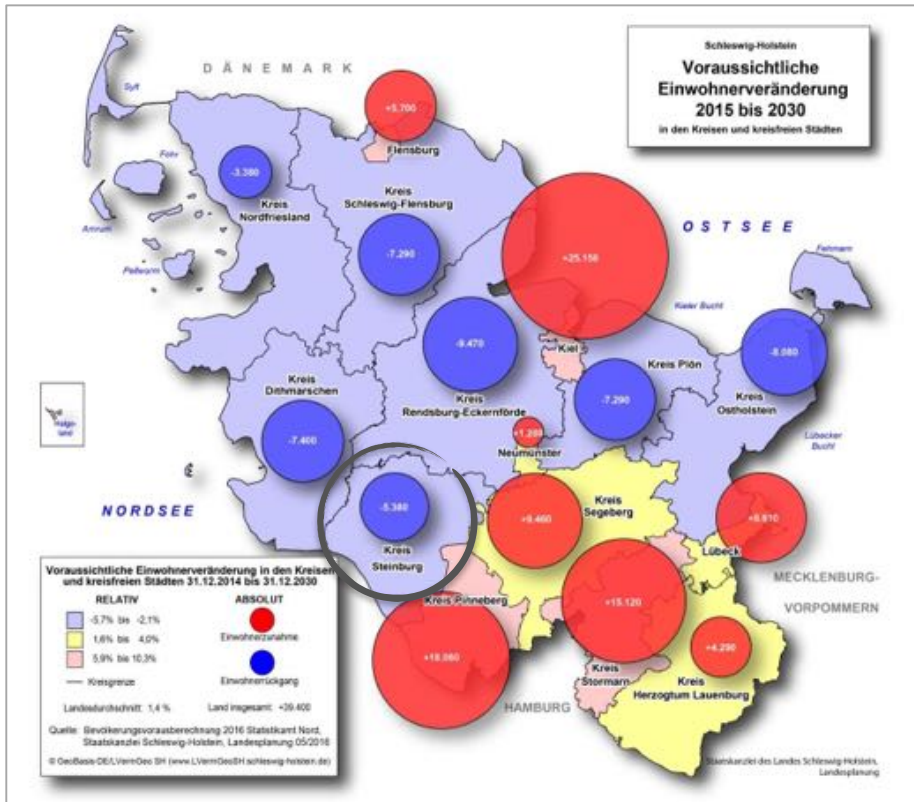 Schleswig-Holstein
Voraussichtliche
Einwohnerveränderung
2015 bis 2030
in den Kreisen und kreisfreien Städten
DÄNEMARK
Sylt
+5.700
Flensburg
Föhr
-3.380
Kreis
Nordfriesland
Kreis
Schleswig-Flensburg
Amrum
OSTSEE
-7.290
+25.150
Pellworm
Fehmarn
Kieler Bucht
-9.470
Kiel
-8.080
Kreis Plön
Kreis
Dithmarschen
Kreis
Rendsburg-Eckernförde
-7.290
Kreis
Ostholstein
Helgo-
land
-7.400
+1.200
Neumünster
Lübecker
Bucht
NORDSEE
-5.380
Kreis
Segeberg
+9.460
Kreis
Steinburg
Lübeck
MECKLENBURG-
VORPOMMERN
Kreis Pinneberg
+15.120
+4.290
Kreis
Stormarn
Kreis
Herzogtum Lauenburg
HAMBURG
Voraussichtliche Einwohnerveränderung in den Kreisen
und kreisfreien Städten 31.12.2014 bis 31.12.2030
RELATIV ABSOLUT
-5,7% bis -2,1%
1,6% bis 4,0% Einwohnerzunahme
5,9% bis 10,3%
Kreisgrenze Einwohnerrückgang
Landesdurchschnitt: 1,4 % Land insgesamt: +39.400
Quelle: Bevölkerungsvorausberechnung 2016 Statistikamt Nord,
Staatskanzlei Schleswig-Holstein, Landesplanung 05/2016
© GeoBasis-DE/LVermGeo SH (www.LVermGeoSH.schleswig-holstein.de)
Staatskanzlei des Landes Schleswig-Holstein,
Landesplanung